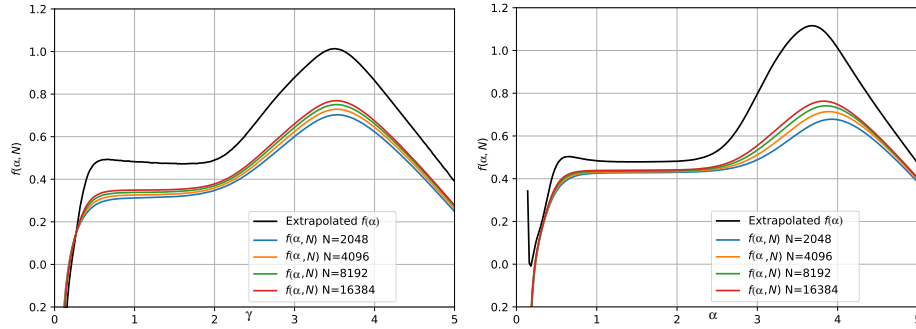 1.2
1.0
0.8
0.6
0.4
0.2
0.0
0.2
f(α, N)
0 1 2 3 4 5
γ
Extrapolated f(α)
f(α, N) N=2048
f(α, N) N=4096
f(α, N) N=8192
f(α, N) N=16384
1.2
1.0
0.8
0.6
0.4
0.2
0.0
0.2
f(α, N)
0 1 2 3 4 5
α
Extrapolated f(α)
f(α, N) N=2048
f(α, N) N=4096
f(α, N) N=8192
f(α, N) N=16384